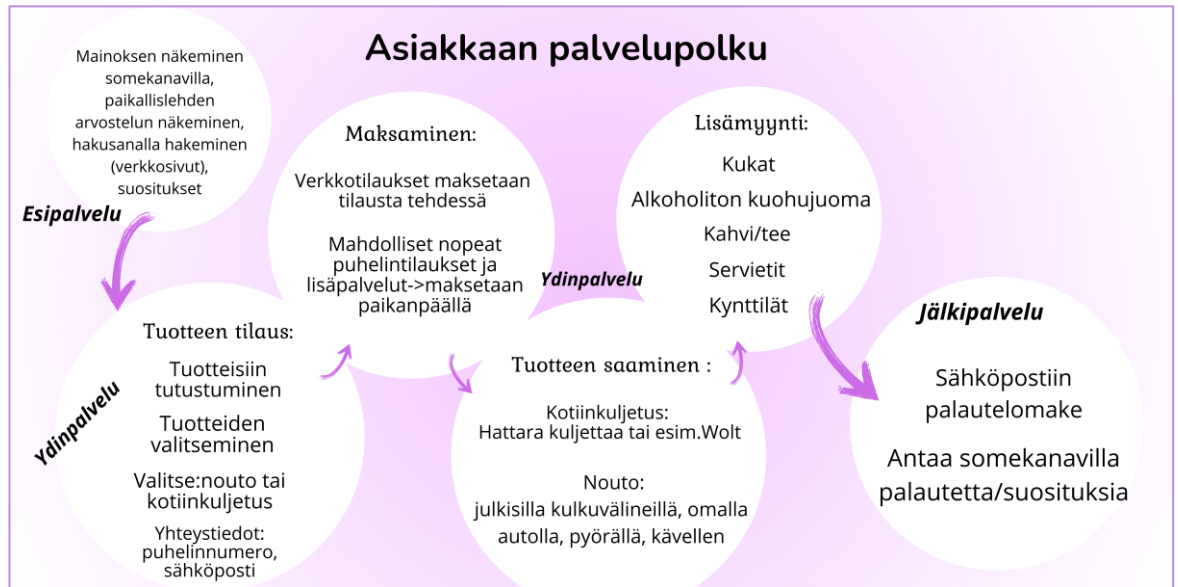 Asiakkaan palvelupolku
Mainoksen näkeminen
somekanavilla,
paikallislehden
arvostelun näkeminen,
hakusanalla hakeminen
(verkkosivut),
suositukset
Esipalvelu
Ydinpalvelu
Tuotteen tilaus:
Tuotteisiin
tutustuminen
Tuotteiden
valitseminen
Valitse:nouto tai
kotiinkuljetus
Yhteystiedot:
puhelinnumero,
sähköposti
Maksaminen:
Verkkotilaukset maksetaan
tilausta tehdessä
Mahdolliset nopeat
puhelintilaukset ja
lisäpalvelut->maksetaan
paikanpäällä
Ydinpalvelu
Tuotteen saaminen :
Kotiinkuljetus:
Hattara kuljettaa tai esim.Wolt
Nouto:
julkisilla kulkuvälineillä, omalla
autolla, pyörällä, kävellen
Lisämyynti:
Kukat
Alkoholiton kuohujuoma
Kahvi/tee
Servietit
Kynttilät
Jälkipalvelu
Sähköpostiin
palautelomake
Antaa somekanavilla
palautetta/suosituksia